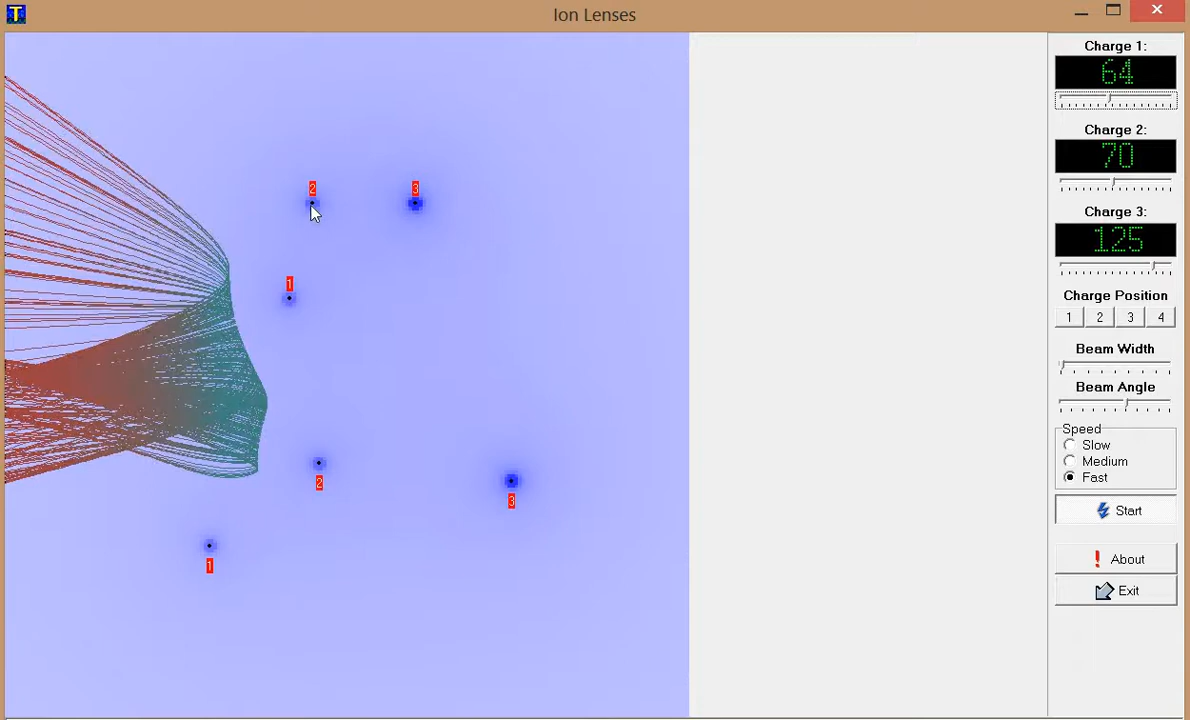 Ion Lenses
2
3
1
2
3
1
Charge 1:
64
Charge 2:
70
Charge 3:
125
Charge Position
1 2 3 4
Beam Width
Beam Angle
Speed
Slow
Medium
Fast
Start
About
Exit